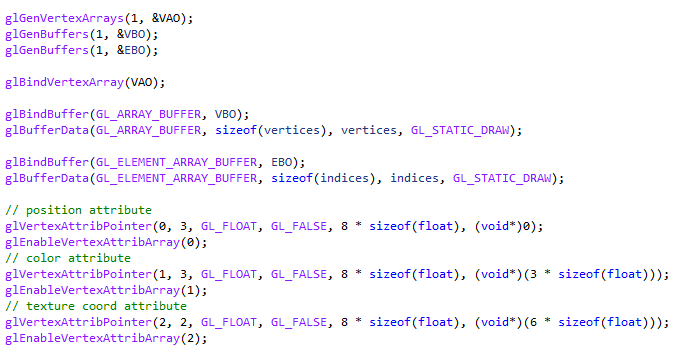 glGenVertexArrays(1, &VAO);
glGenBuffers(1, &VBO);
glGenBuffers(1, &EBO);
glBindVertexArray(VAO);
glBindBuffer(GL_ARRAY_BUFFER, VBO);
glBufferData(GL_ARRAY_BUFFER, sizeof(vertices), vertices, GL_STATIC_DRAW);
glBindBuffer(GL_ELEMENT_ARRAY_BUFFER, EBO);
glBufferData(GL_ELEMENT_ARRAY_BUFFER, sizeof(indices), indices, GL_STATIC_DRAW);
// position attribute
glVertexAttribPointer(0, 3, GL_FLOAT, GL_FALSE, 8 * sizeof(float), (void*)0);
glEnableVertexAttribArray(0);
// color attribute
glVertexAttribPointer(1, 3, GL_FLOAT, GL_FALSE, 8 * sizeof(float), (void*)(3 * sizeof(float)));
glEnableVertexAttribArray(1);
// texture coord attribute
glVertexAttribPointer(2, 2, GL_FLOAT, GL_FALSE, 8 * sizeof(float), (void*)(6 * sizeof(float)));
glEnableVertexAttribArray(2);